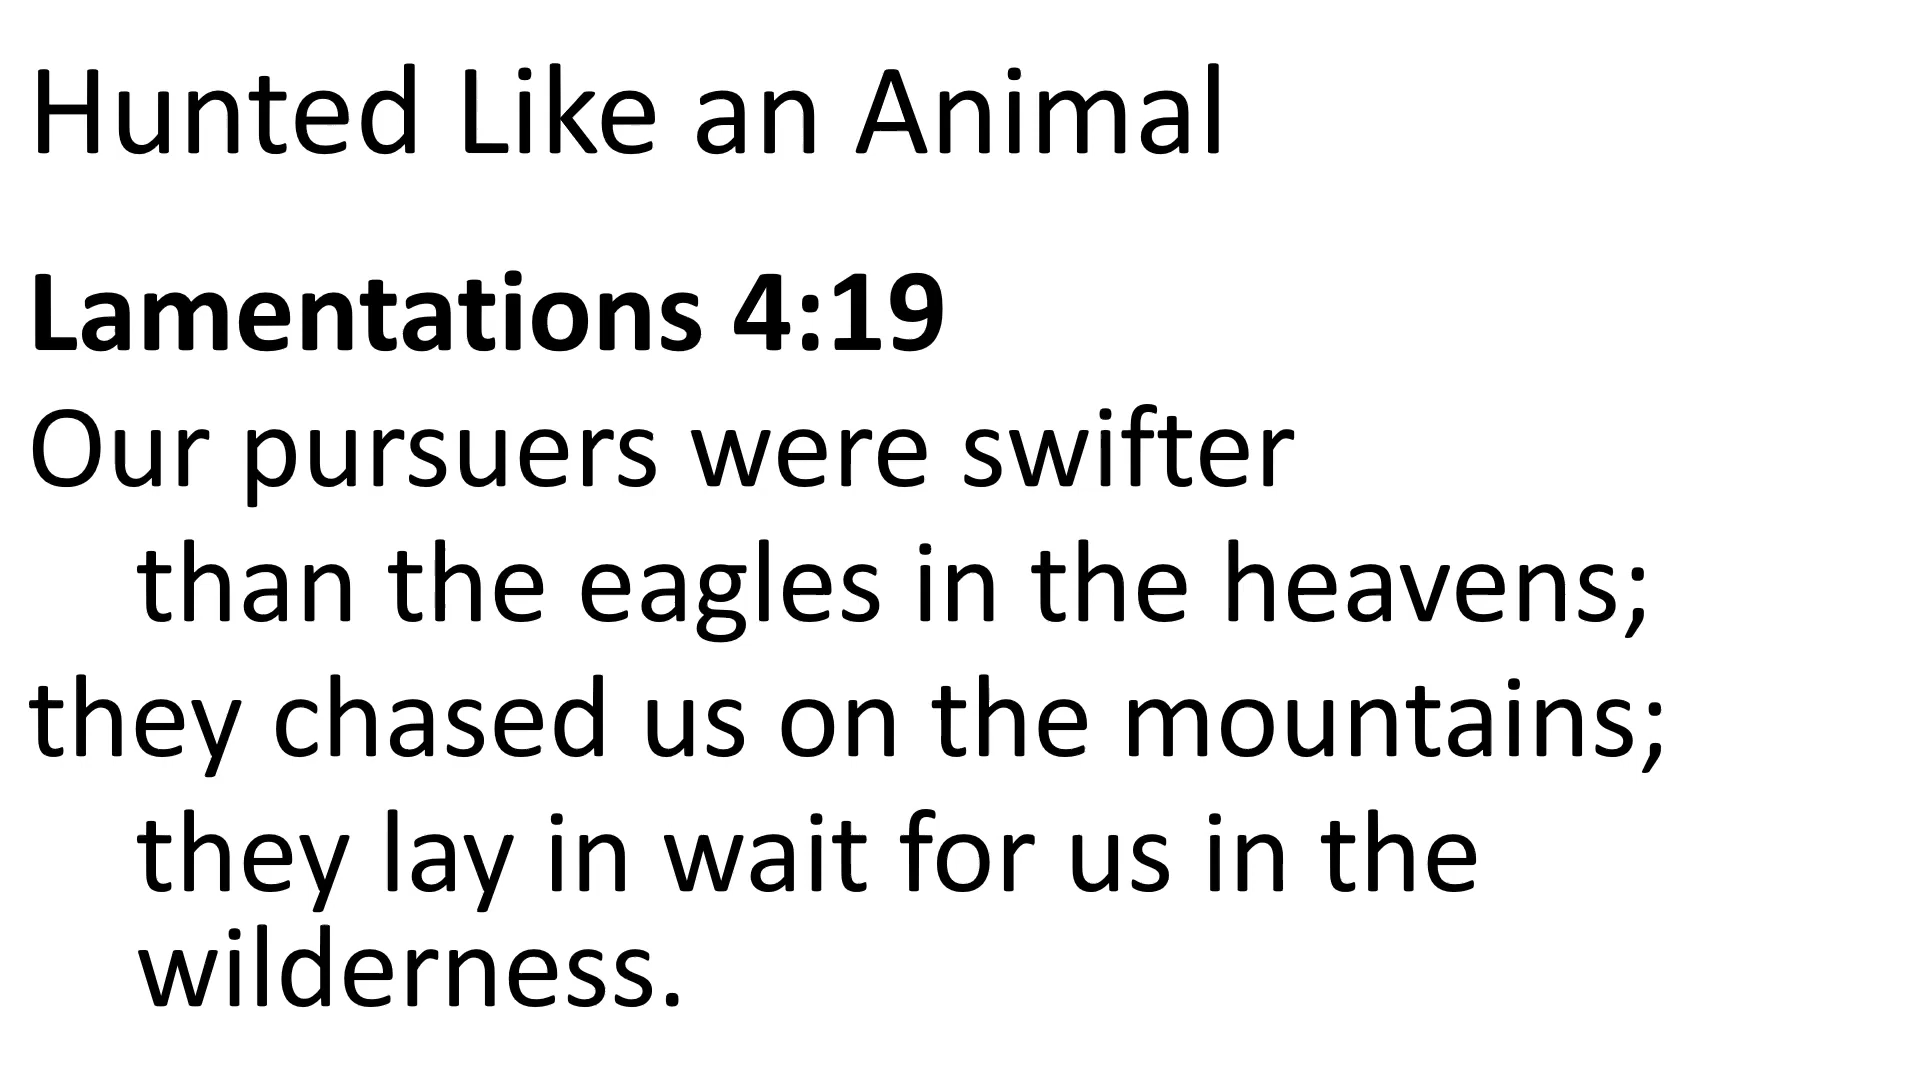 Hunted Like an Animal
Lamentations 4:19
Our pursuers were swifter
than the eagles in the heavens;
they chased us on the mountains;
they lay in wait for us in the
wilderness.